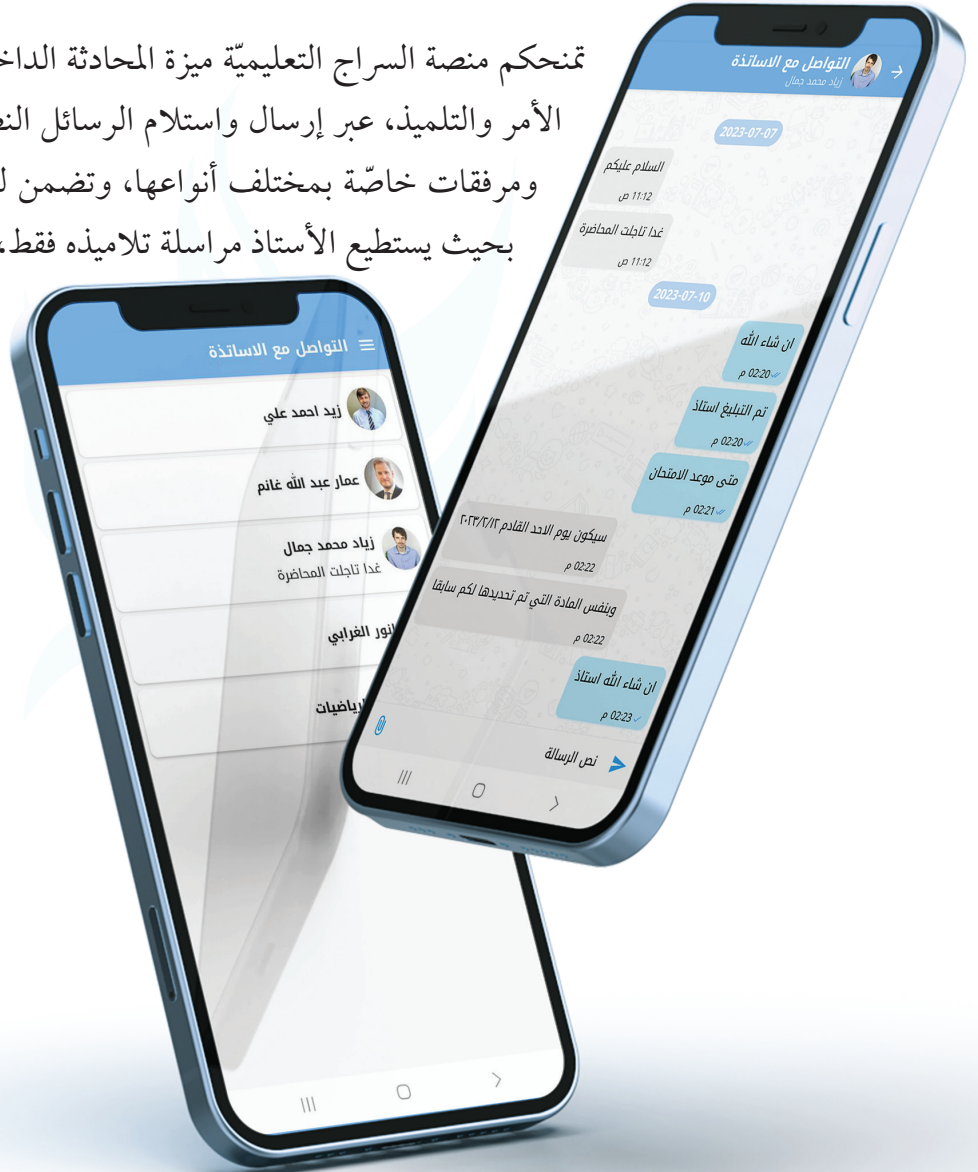 تمنحكم منصة السراج التعليميّة ميزة المحادثة
الأمر والتلميذ، عبر إرسال واستلام الرسائل
ومرفقات خاصّة بمختلف أنواعها، وتضمن
بحيث يستطيع الأستاذ مراسلة تلاميذه فقط،
التواصل مع الاساتذة
زياد محمد جمال
2023-07-07
السلام عليكم
11:12 ص
غدا تاجلت المحاضرة
11:12 ص
2023-07-10
ان شاء الله
02:20 م
تم التبليغ استاذ
02:20 م
متى موعد الامتحان
02:21 م
سيكون يوم الاحد القادم ٢٠٢٣/٢/١٢
02:22 م
وبنفس المادة التي تم تحديدها لكم سابقا
02:22 م
ان شاء الله استاذ
02:23 م
نص الرسالة
التواصل مع الاساتذة
زيد احمد علي
عمار عبد الله غانم
زياد محمد جمال
غدا تاجلت المحاضرة
انور الغرابي
الرياضيات